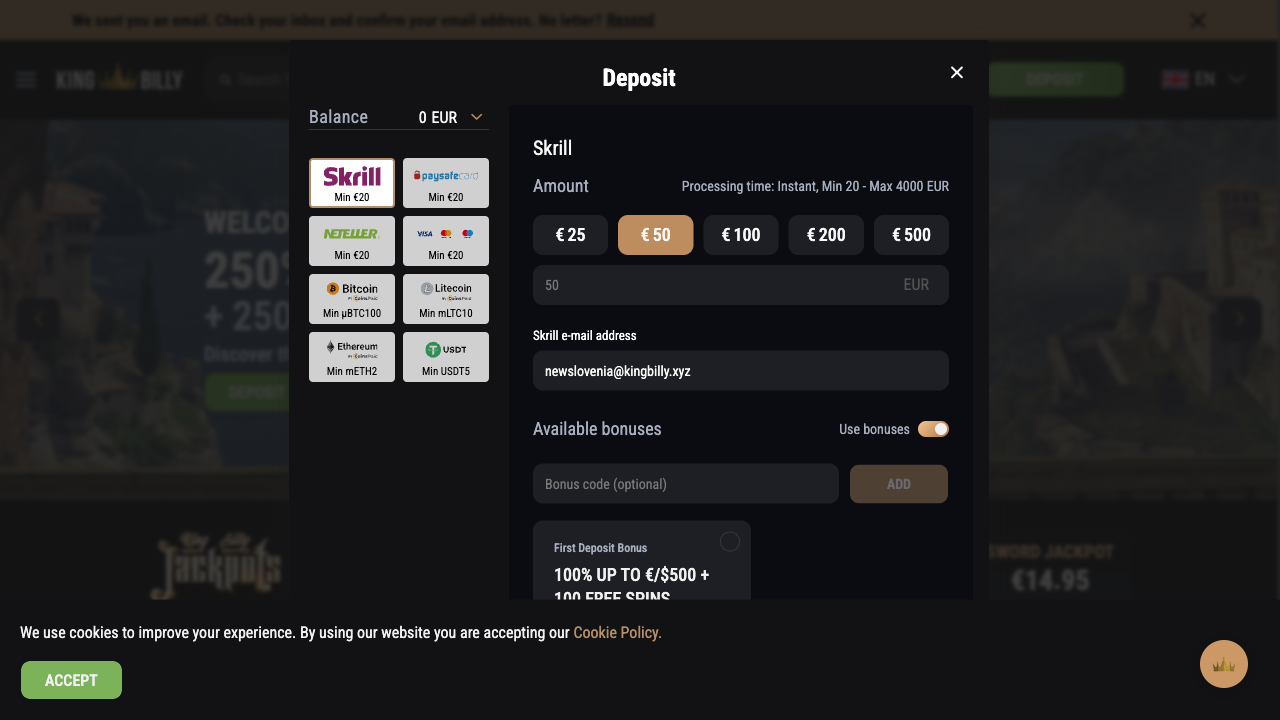 We sent you an email. Check your inbox and confirm your email address. No letter? Resend
KING BILLY
Search
DEPOSIT
EN
Deposit
Balance
0 EUR
Skrill
Min €20
paysafecard
Min €20
NETELLER
Min €20
VISA
Min €20
Bitcoin
Min μBTC100
Litecoin
Min mLTC10
Ethereum
Min mETH2
USDT
Min USDT5
Skrill
Amount
Processing time: Instant, Min 20 - Max 4000 EUR
€ 25
€ 50
€ 100
€ 200
€ 500
50
EUR
Skrill e-mail address
newslovenia@kingbilly.xyz
Available bonuses
Use bonuses
Bonus code (optional)
ADD
First Deposit Bonus
100% UP TO €/$500 +
100 FREE SPINS
WELCO
250%
+ 250
Discover th
DEPOSIT
Jackpots
SWORD JACKPOT
€14.95
We use cookies to improve your experience. By using our website you are accepting our Cookie Policy.
ACCEPT